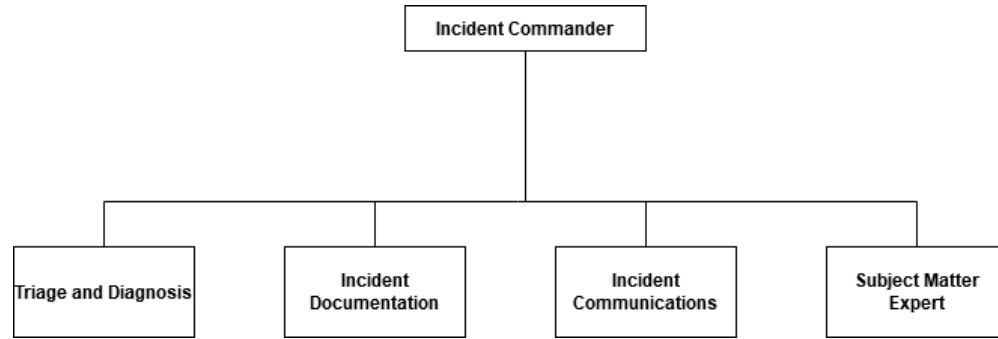 Incident Commander
Triage and Diagnosis
Incident
Documentation
Incident
Communications
Subject Matter
Expert